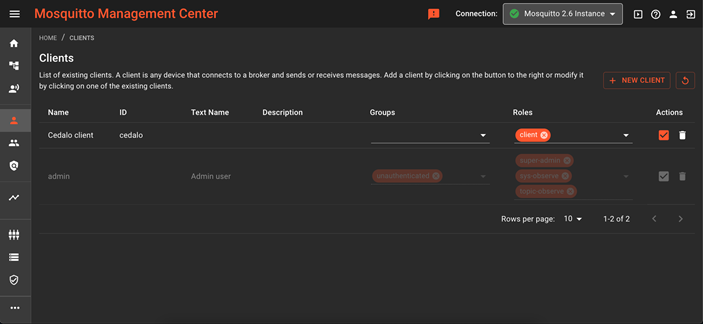 Mosquitto Management Center
Connection: Mosquitto 2.6 Instance
HOME / CLIENTS
Clients
List of existing clients. A client is any device that connects to a broker and sends or receives messages. Add a client by clicking on the button to the right or modify it
by clicking on one of the existing clients.
+ NEW CLIENT
Name ID Text Name Description Groups Roles Actions
Cedalo client cedalo client
admin Admin user unauthenticated super-admin
sys-observe
topic-observe
Rows per page: 10 1-2 of 2